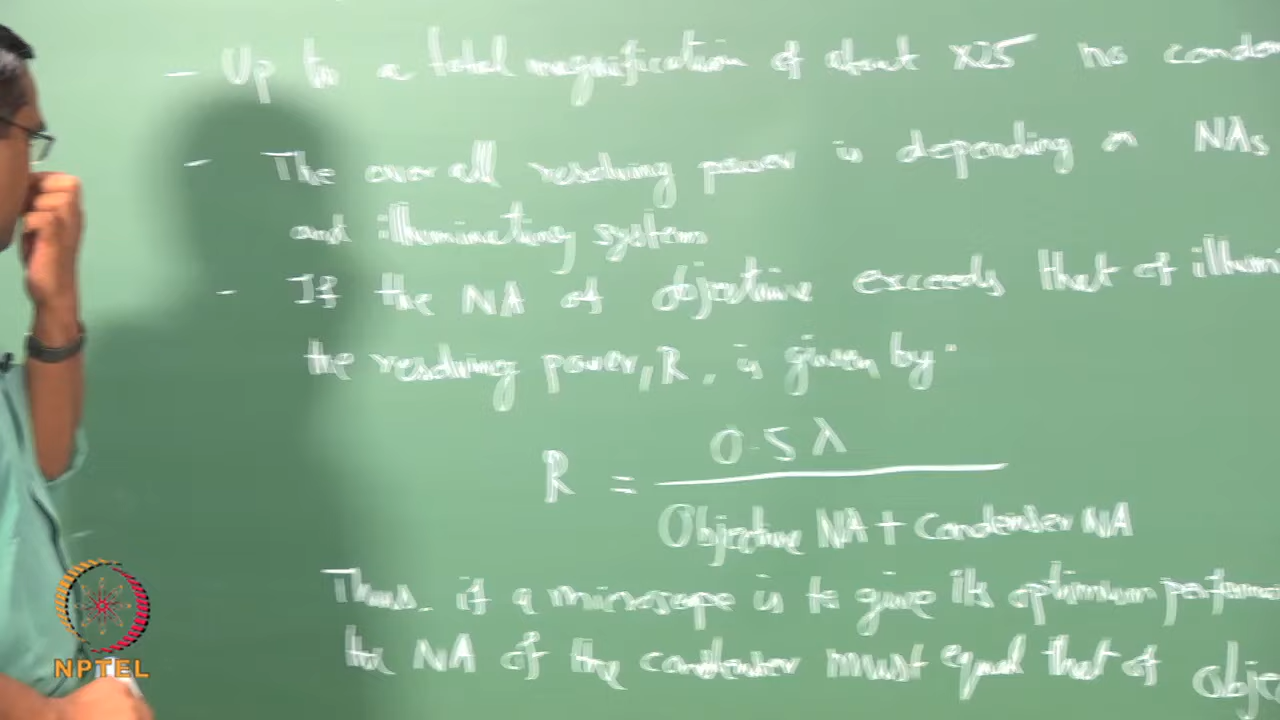 - Up to a total magnification of about x25 no conden
- The over all resolving power is depending on NAs
and illuminating system
- If the NA of objective exceeds that of illumi
the resolving power, R, is given by
R = 0.5 λ / Objective NA + Condenser NA
Thus, if a microscope is to give its optimum performa
the NA of the condenser must equal that of obje
NPTEL